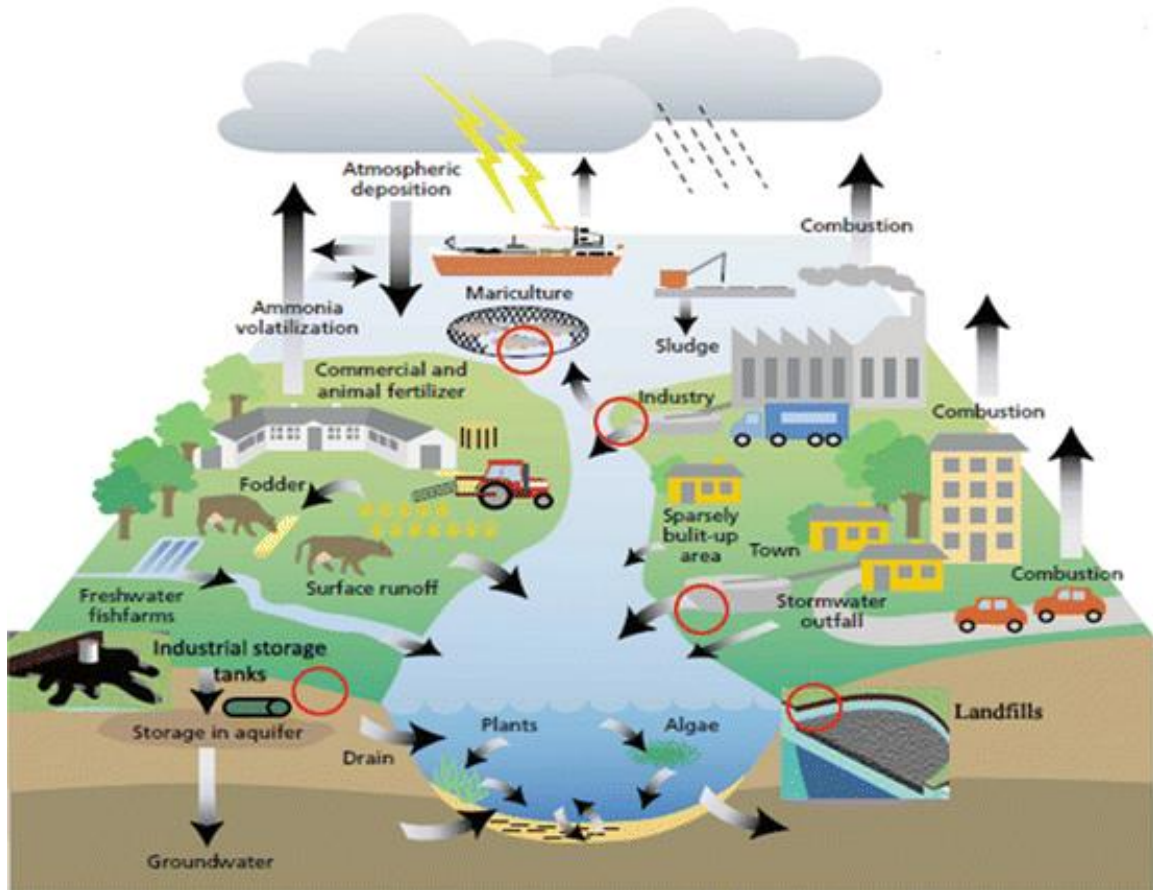 Atmospheric
deposition
Combustion
Mariculture
Ammonia
volatilization
Sludge
Commercial and
animal fertilizer
Industry
Combustion
Fodder
Sparsely
bulit-up
area
Town
Combustion
Surface runoff
Freshwater
fishfarms
Stormwater
outfall
Industrial storage
tanks
Landfills
Storage in aquifer
Plants
Algae
Drain
Groundwater